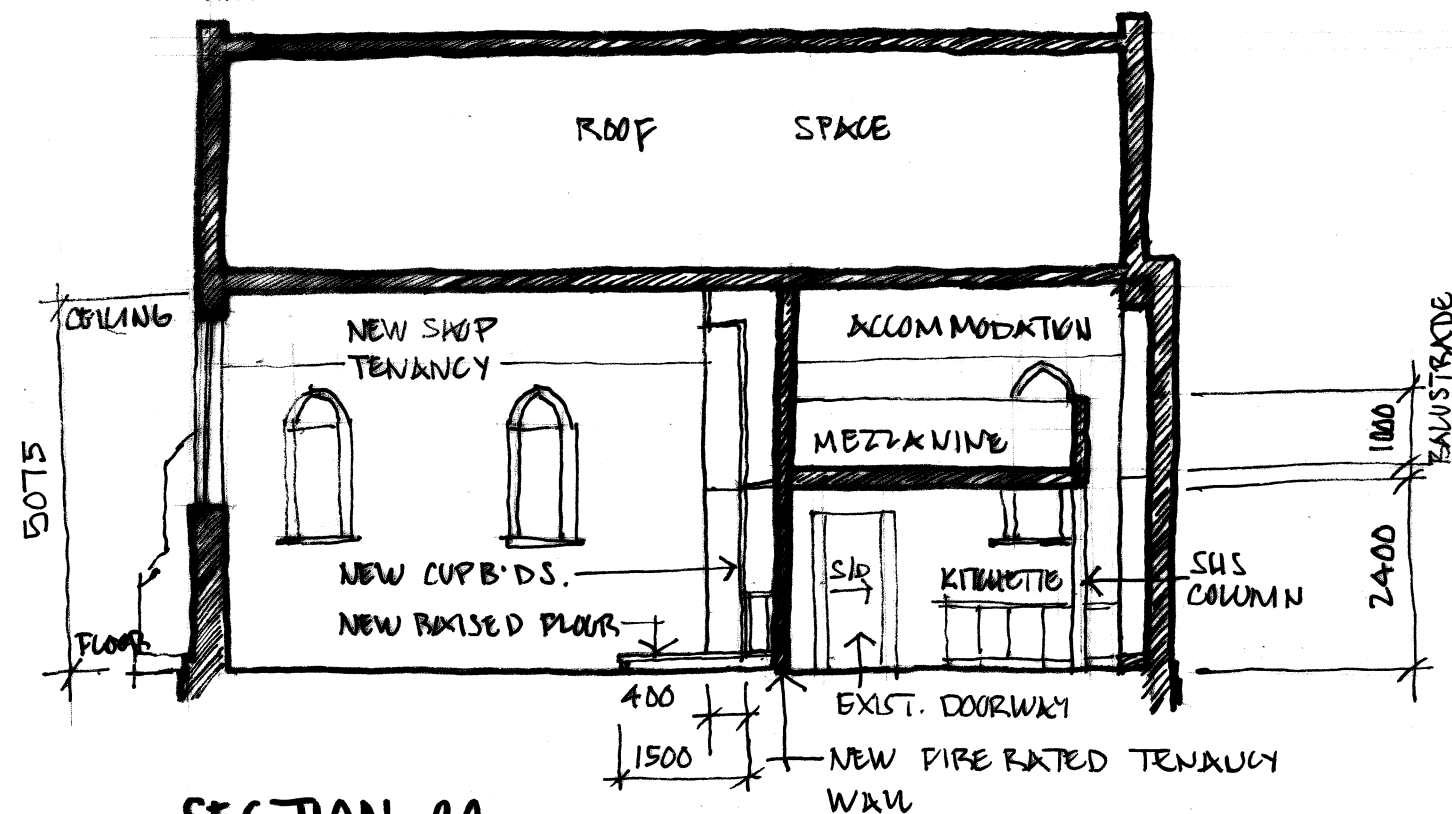 ROOF SPACE
CEILING
NEW SHOP
TENANCY
ACCOMMODATION
MEZZANINE
1000
BALUSTRADE
5075
NEW CUPB'DS.
S/D
KITCHETTE
SHS
COLUMN
2400
NEW RAISED FLOOR
FLOOR
400
1500
EXIST. DOORWAY
NEW FIRE RATED TENANCY
WALL
SECTION